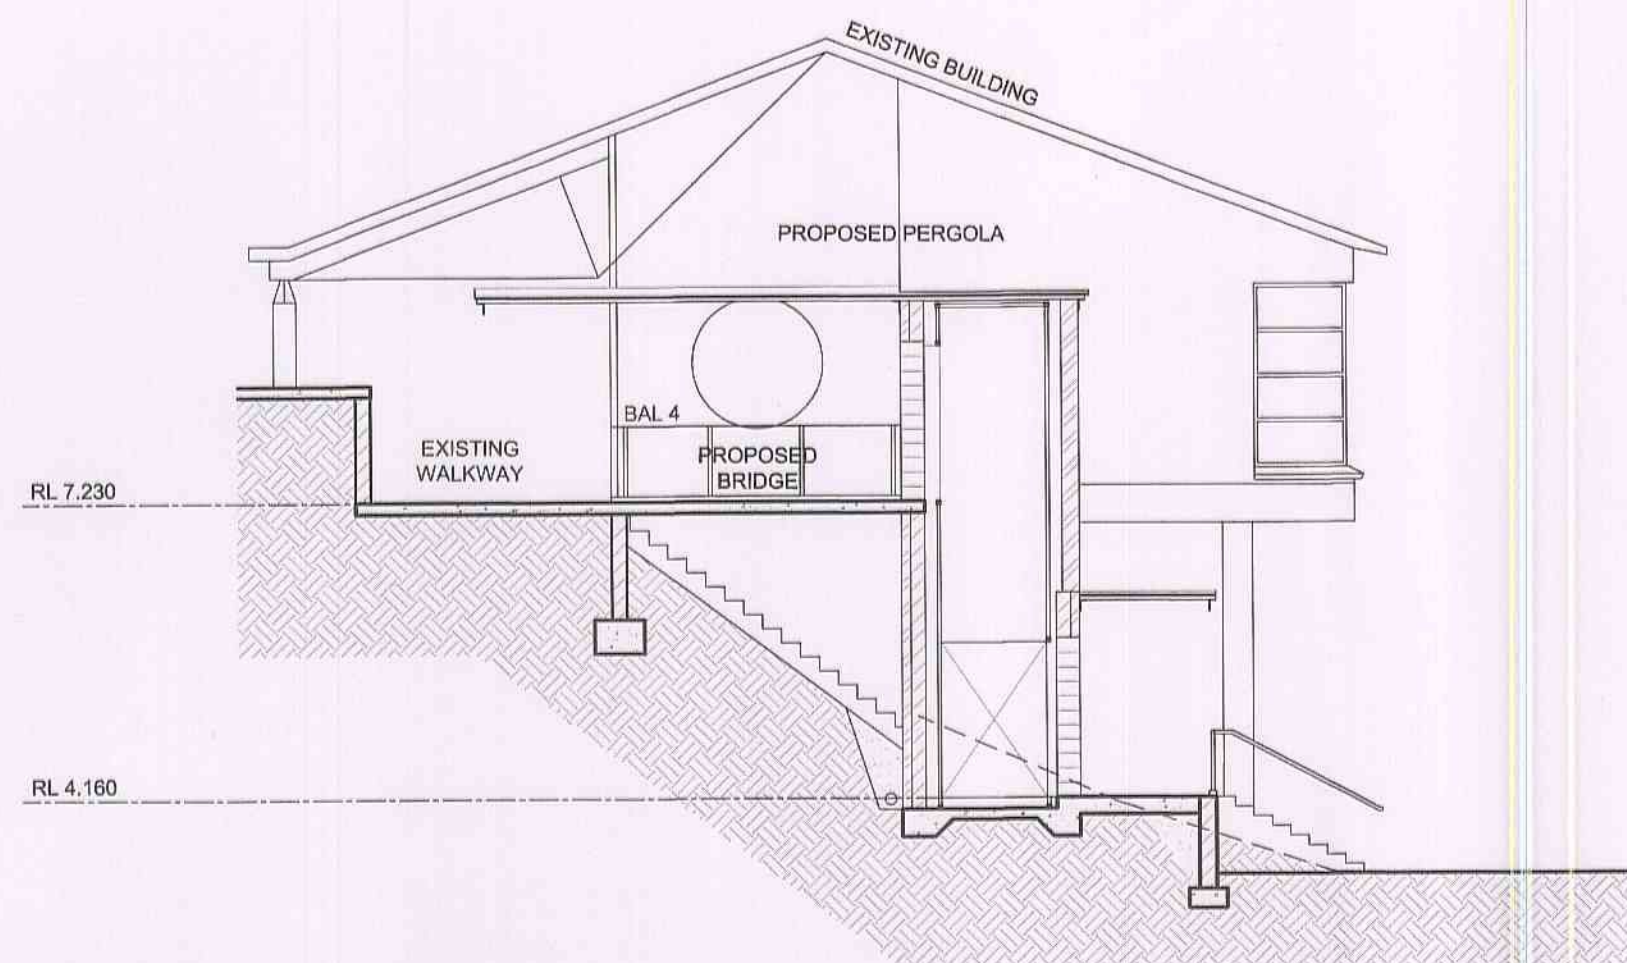 EXISTING BUILDING
PROPOSED PERGOLA
BAL 4
EXISTING
WALKWAY
PROPOSED
BRIDGE
RL 7.230
RL 4.160